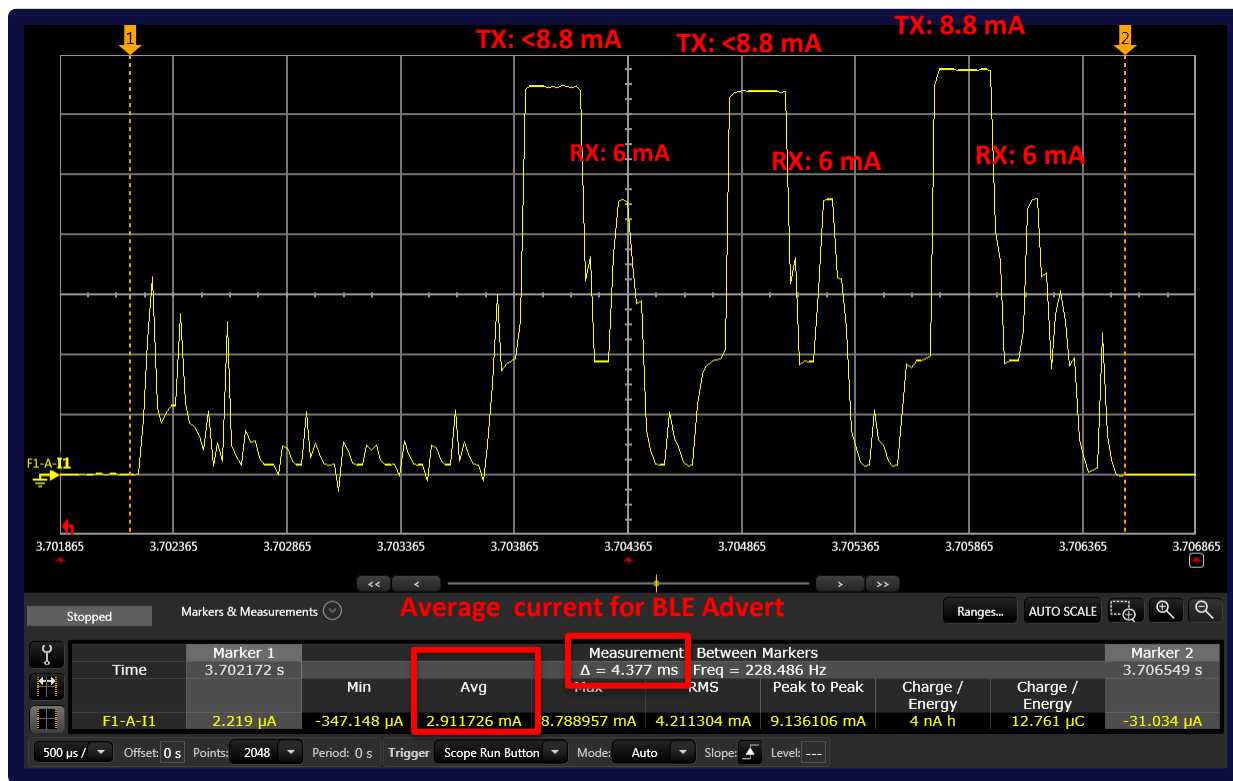 1
2
TX: <8.8 mA
TX: <8.8 mA
TX: 8.8 mA
RX: 6 mA
RX: 6 mA
RX: 6 mA
F1-A-I1
3.701865
3.702365
3.702865
3.703365
3.703865
3.704365
3.704865
3.705365
3.705865
3.706365
3.706865
<<
<
>
>>
Stopped
Markers & Measurements
Average current for BLE Advert
Ranges...
AUTO SCALE
Marker 1
Measurement Between Markers
Marker 2
Time
3.702172 s
Δ = 4.377 ms
Freq = 228.486 Hz
3.706549 s
Min
Avg
Max
RMS
Peak to Peak
Charge /
Energy
Charge /
Energy
F1-A-I1
2.219 µA
-347.148 µA
2.911726 mA
8.788957 mA
4.211304 mA
9.136106 mA
4 nA h
12.761 µC
-31.034 µA
500 µs /
Offset: 0 s
Points: 2048
Period: 0 s
Trigger
Scope Run Button
Mode: Auto
Slope:
Level: ---